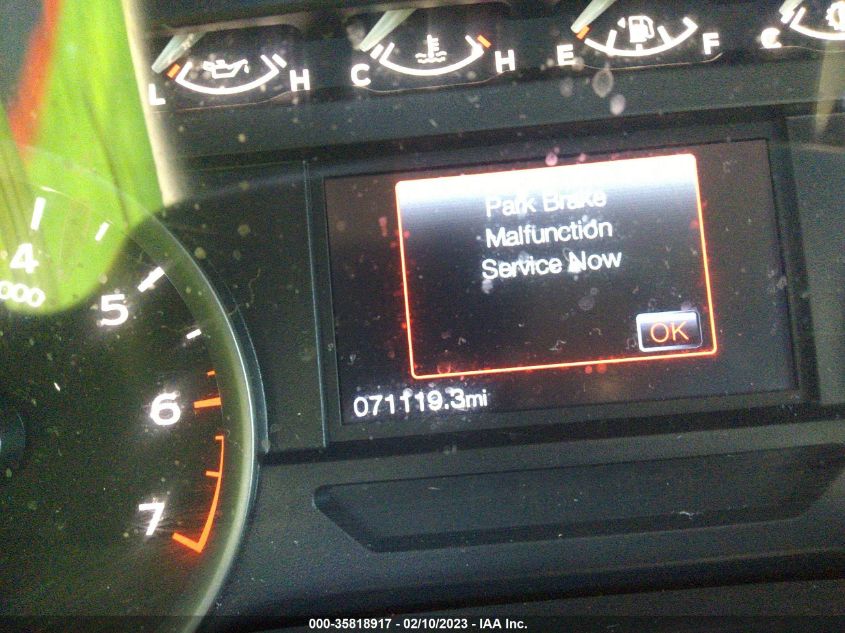 L H C H E F C
4
000
5
6
7
Park Brake
Malfunction
Service Now
OK
071119.3mi
000-35818917 - 02/10/2023 - IAA Inc.